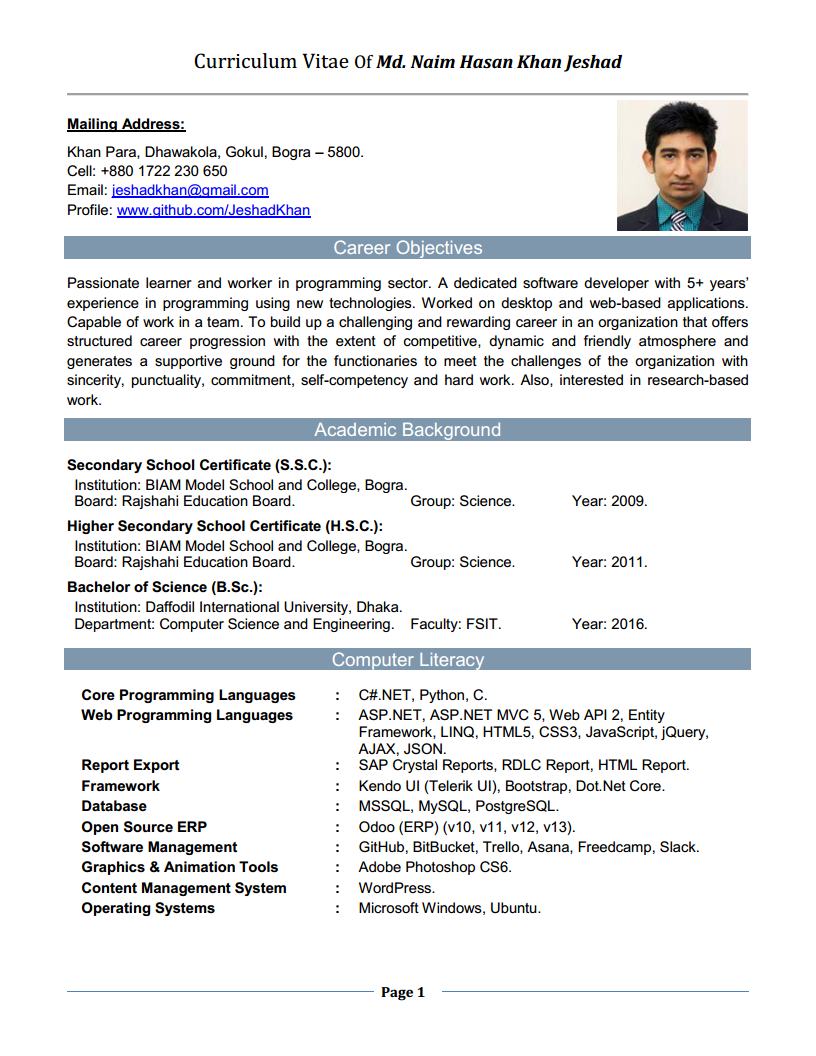 Curriculum Vitae Of Md. Naim Hasan Khan Jeshad
Mailing Address:
Khan Para, Dhawakola, Gokul, Bogra – 5800.
Cell: +880 1722 230 650
Email: jeshadkhan@gmail.com
Profile: www.github.com/JeshadKhan
Career Objectives
Passionate learner and worker in programming sector. A dedicated software developer with 5+ years’
experience in programming using new technologies. Worked on desktop and web-based applications.
Capable of work in a team. To build up a challenging and rewarding career in an organization that offers
structured career progression with the extent of competitive, dynamic and friendly atmosphere and
generates a supportive ground for the functionaries to meet the challenges of the organization with
sincerity, punctuality, commitment, self-competency and hard work. Also, interested in research-based
work.
Academic Background
Secondary School Certificate (S.S.C.):
Institution: BIAM Model School and College, Bogra.
Board: Rajshahi Education Board. Group: Science. Year: 2009.
Higher Secondary School Certificate (H.S.C.):
Institution: BIAM Model School and College, Bogra.
Board: Rajshahi Education Board. Group: Science. Year: 2011.
Bachelor of Science (B.Sc.):
Institution: Daffodil International University, Dhaka.
Department: Computer Science and Engineering. Faculty: FSIT. Year: 2016.
Computer Literacy
Core Programming Languages : C#.NET, Python, C.
Web Programming Languages : ASP.NET, ASP.NET MVC 5, Web API 2, Entity
Framework, LINQ, HTML5, CSS3, JavaScript, jQuery,
AJAX, JSON.
Report Export : SAP Crystal Reports, RDLC Report, HTML Report.
Framework : Kendo UI (Telerik UI), Bootstrap, Dot.Net Core.
Database : MSSQL, MySQL, PostgreSQL.
Open Source ERP : Odoo (ERP) (v10, v11, v12, v13).
Software Management : GitHub, BitBucket, Trello, Asana, Freedcamp, Slack.
Graphics & Animation Tools : Adobe Photoshop CS6.
Content Management System : WordPress.
Operating Systems : Microsoft Windows, Ubuntu.
Page 1